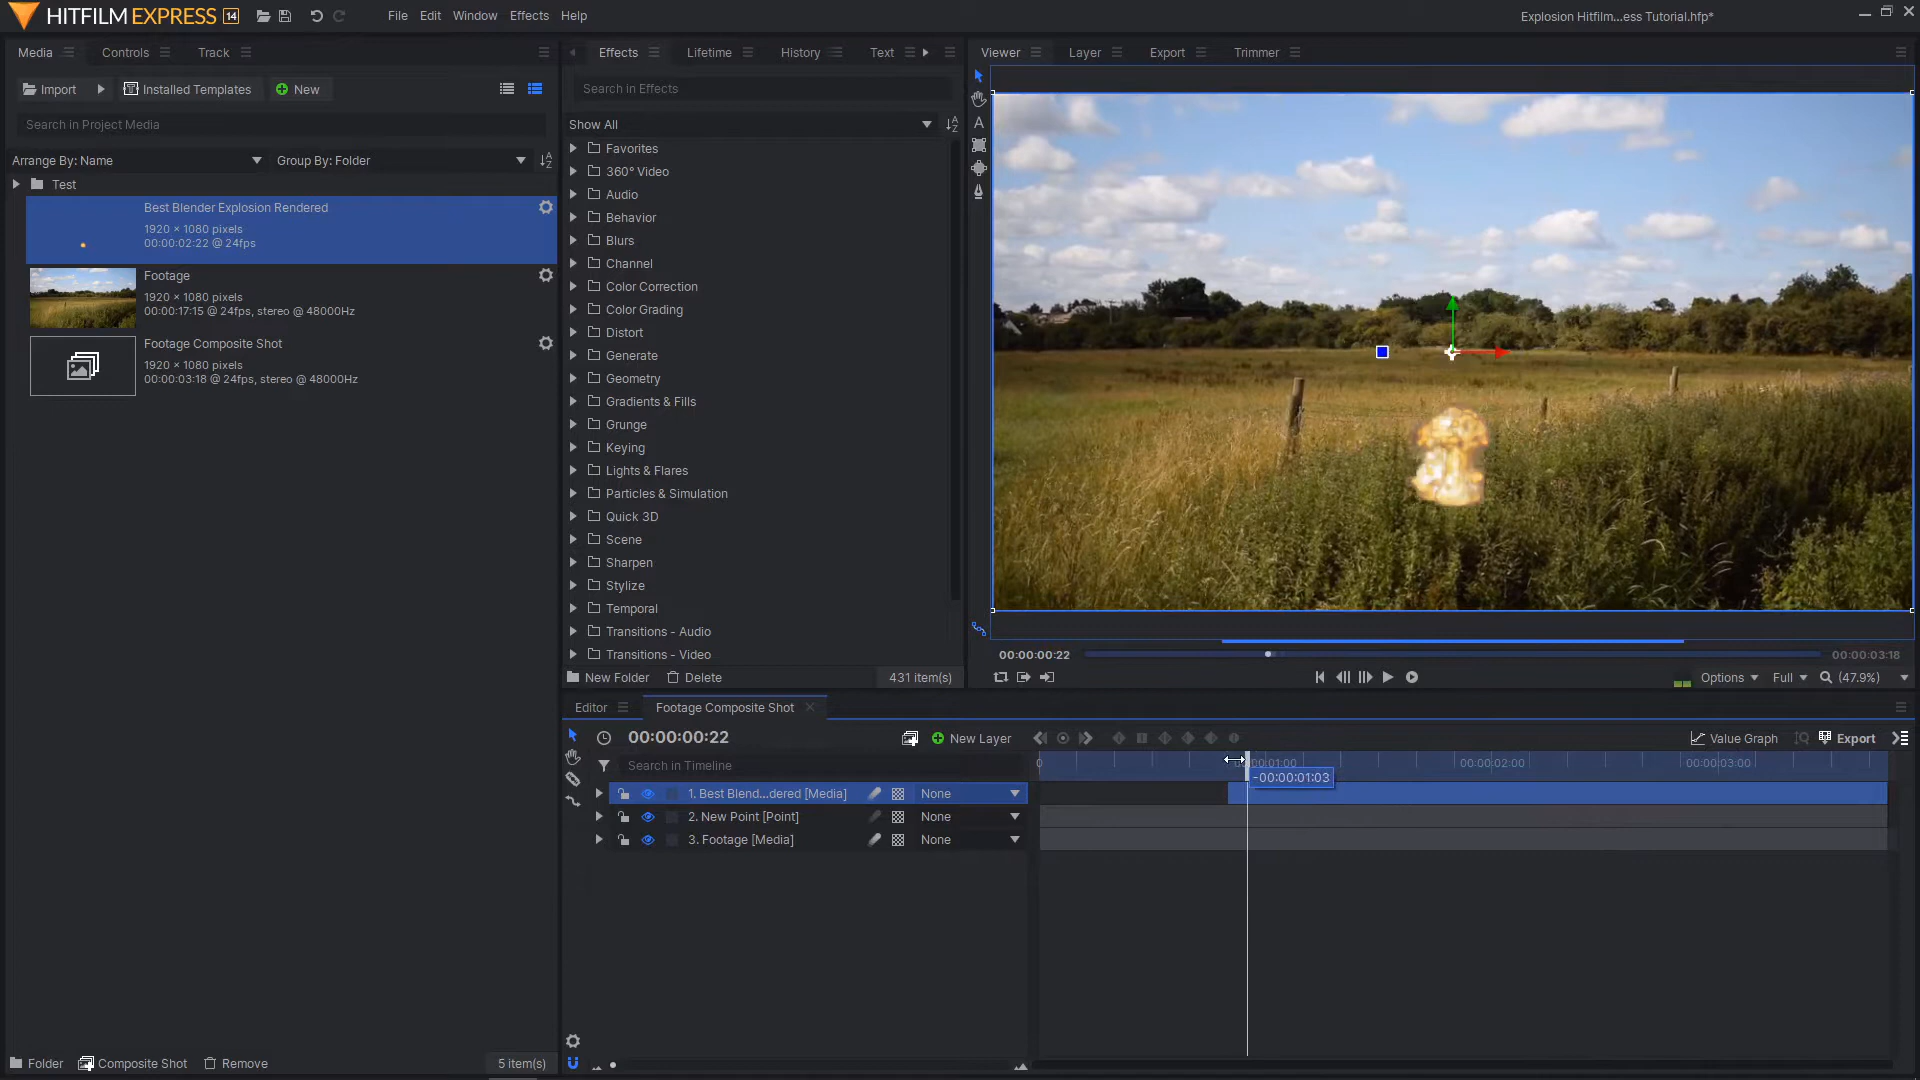 HITFILM EXPRESS 14
File Edit Window Effects Help
Explosion Hitfilm...ess Tutorial.hfp*
Media Controls Track
Import Installed Templates New
Search in Project Media
Arrange By: Name Group By: Folder
Test
Best Blender Explosion Rendered
1920 × 1080 pixels
00:00:02:22 @ 24fps
Footage
1920 × 1080 pixels
00:00:17:15 @ 24fps, stereo @ 48000Hz
Footage Composite Shot
1920 × 1080 pixels
00:00:03:18 @ 24fps, stereo @ 48000Hz
Folder Composite Shot Remove 5 item(s)
Effects Lifetime History Text
Search in Effects
Show All
Favorites
360° Video
Audio
Behavior
Blurs
Channel
Color Correction
Color Grading
Distort
Generate
Geometry
Gradients & Fills
Grunge
Keying
Lights & Flares
Particles & Simulation
Quick 3D
Scene
Sharpen
Stylize
Temporal
Transitions - Audio
Transitions - Video
New Folder Delete 431 item(s)
Viewer Layer Export Trimmer
A
00:00:00:22 00:00:03:18
Options Full (47.9%)
Editor Footage Composite Shot
00:00:00:22 New Layer Value Graph Export
Search in Timeline
0 00:00:01:00 00:00:02:00 00:00:03:00
-00:00:01:03
1. Best Blend...dered [Media] None
2. New Point [Point] None
3. Footage [Media] None